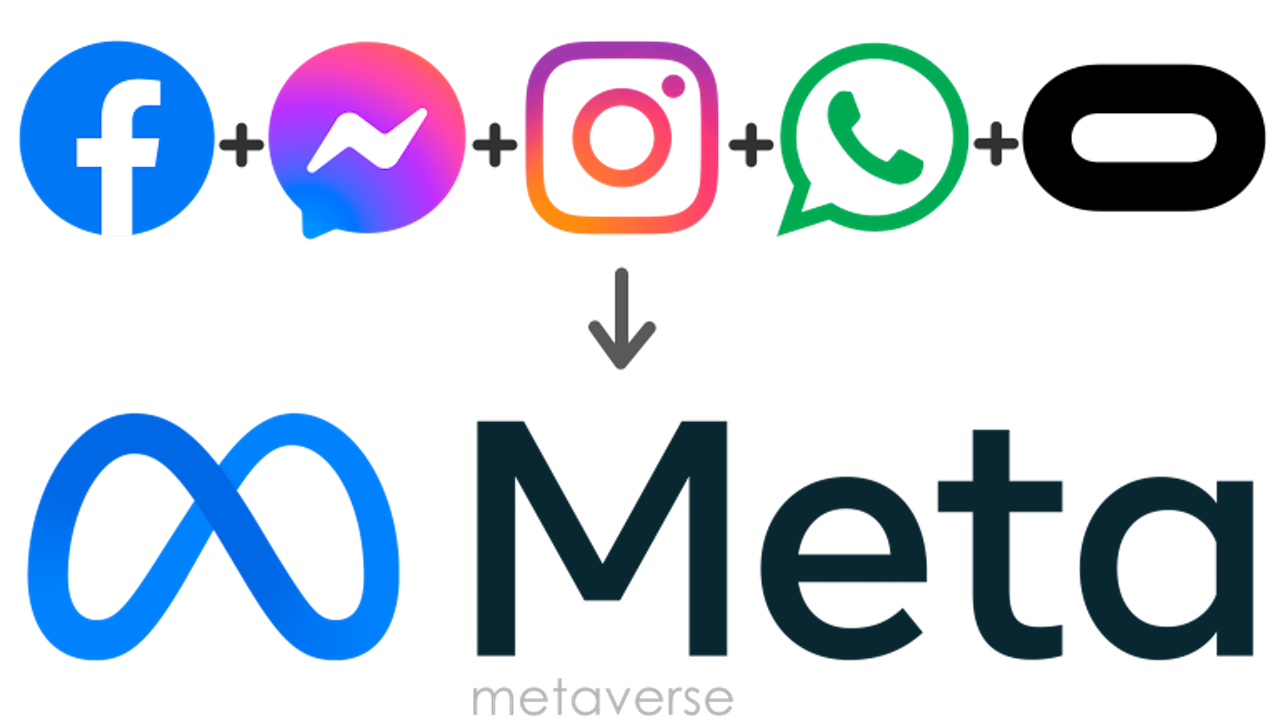 f + + + +
Meta
metaverse